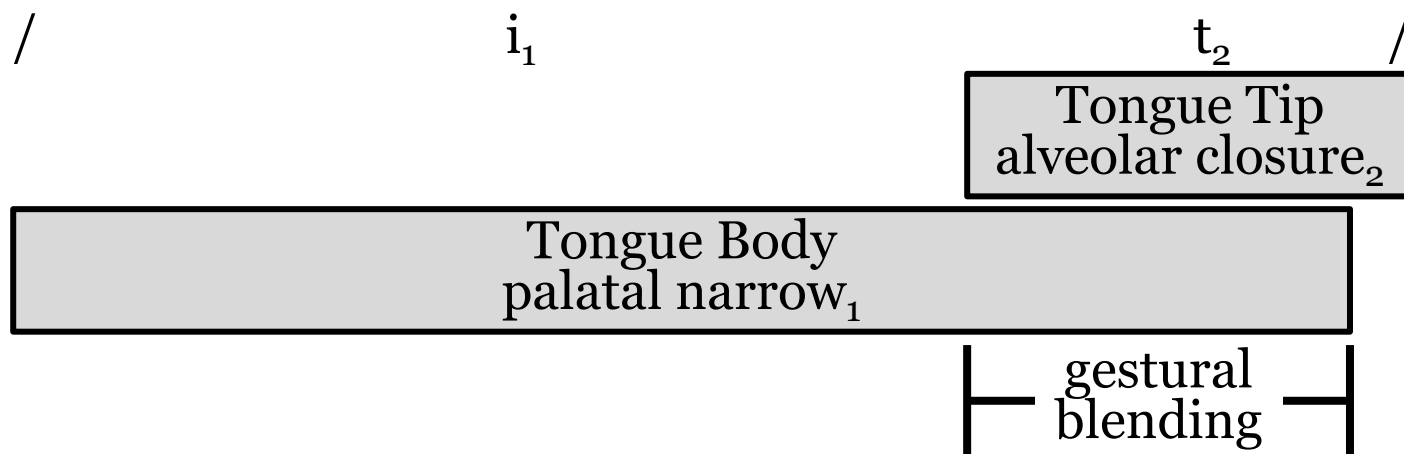 / i₁ t₂ /
Tongue Tip
alveolar closure₂
Tongue Body
palatal narrow₁
gestural
blending